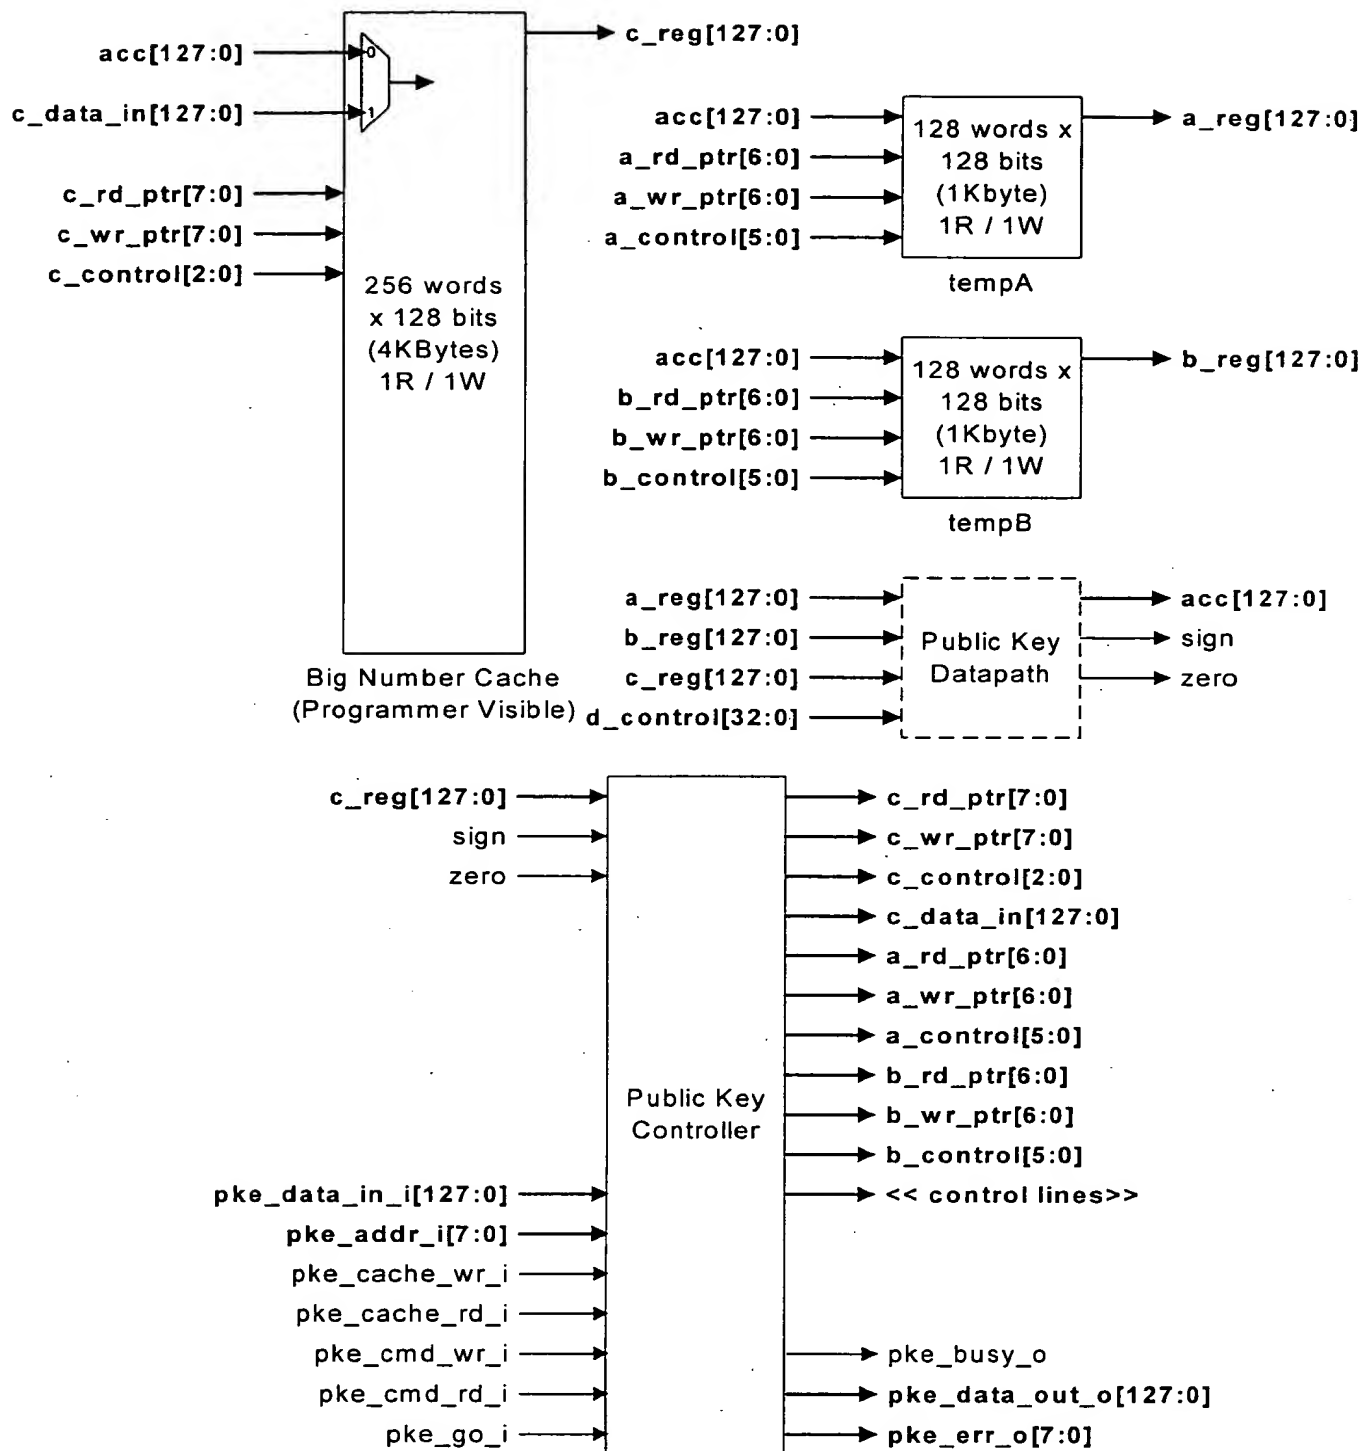 acc[127:0]
c_data_in[127:0]
c_rd_ptr[7:0]
c_wr_ptr[7:0]
c_control[2:0]
0
1
256 words
x 128 bits
(4KBytes)
1R / 1W
Big Number Cache
(Programmer Visible)
c_reg[127:0]
acc[127:0]
a_rd_ptr[6:0]
a_wr_ptr[6:0]
a_control[5:0]
128 words x
128 bits
(1Kbyte)
1R / 1W
tempA
a_reg[127:0]
acc[127:0]
b_rd_ptr[6:0]
b_wr_ptr[6:0]
b_control[5:0]
128 words x
128 bits
(1Kbyte)
1R / 1W
tempB
b_reg[127:0]
a_reg[127:0]
b_reg[127:0]
c_reg[127:0]
d_control[32:0]
Public Key
Datapath
acc[127:0]
sign
zero
c_reg[127:0]
sign
zero
pke_data_in_i[127:0]
pke_addr_i[7:0]
pke_cache_wr_i
pke_cache_rd_i
pke_cmd_wr_i
pke_cmd_rd_i
pke_go_i
Public Key
Controller
c_rd_ptr[7:0]
c_wr_ptr[7:0]
c_control[2:0]
c_data_in[127:0]
a_rd_ptr[6:0]
a_wr_ptr[6:0]
a_control[5:0]
b_rd_ptr[6:0]
b_wr_ptr[6:0]
b_control[5:0]
<< control lines>>
pke_busy_o
pke_data_out_o[127:0]
pke_err_o[7:0]